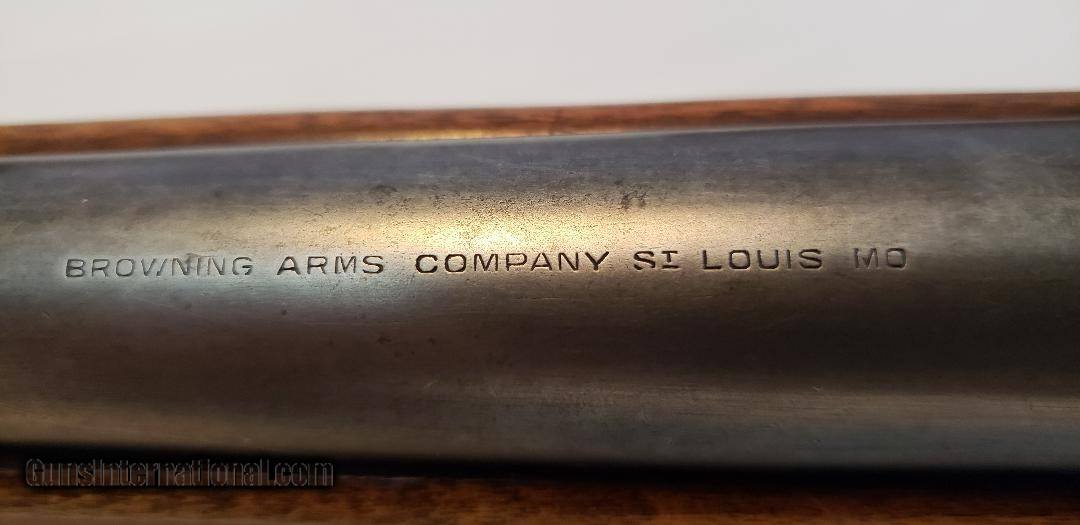 BROWNING ARMS COMPANY ST LOUIS MO
GunsInternational.com